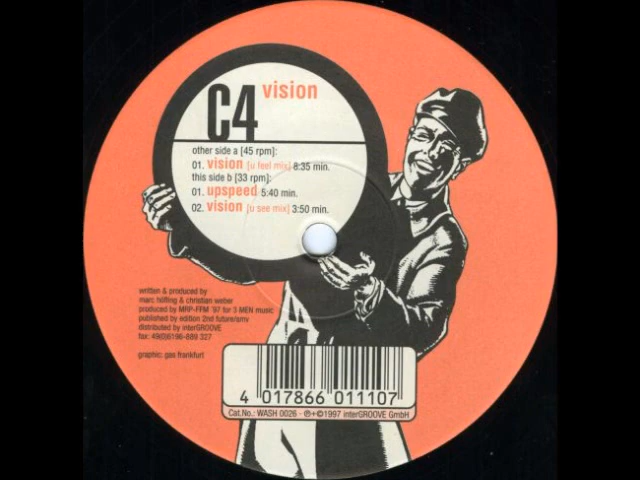 C4 vision
other side a [45 rpm]:
01. vision [u feel mix] 8:35 min.
this side b [33 rpm]:
01. upspeed 5:40 min.
02. vision [u see mix] 3:50 min.
written & produced by
marc höffling & christian weber
produced by MRP-FFM '97 for 3 MEN music
published by edition 2nd future/amv
distributed by interGROOVE
fax: 49(0)6196-889 327
graphic: gas frankfurt
4 017866 011107
Cat.No.: WASH 0026 · ℗+©1997 interGROOVE GmbH